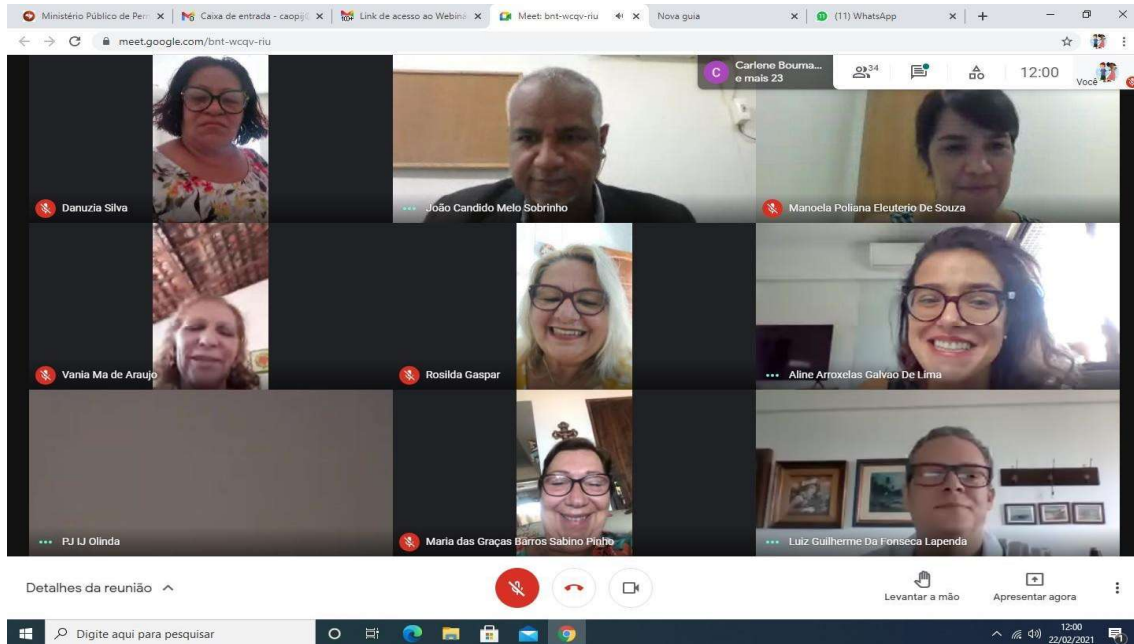 Ministério Público de Per
Caixa de entrada - caopij
Link de acesso ao Webina
Meet: bnt-wcqv-riu
Nova guia
(11) WhatsApp
meet.google.com/bnt-wcqv-riu
C
Carlene Bouma...
e mais 23
34
12:00
Você
Danuzia Silva
João Candido Melo Sobrinho
Manoela Poliana Eleuterio De Souza
Vania Ma de Araujo
Rosilda Gaspar
Aline Arroxelas Galvao De Lima
PJ IJ Olinda
Maria das Graças Barros Sabino Pinho
Luiz Guilherme Da Fonseca Lapenda
Detalhes da reunião
Levantar a mão
Apresentar agora
Digite aqui para pesquisar
12:00
22/02/2021